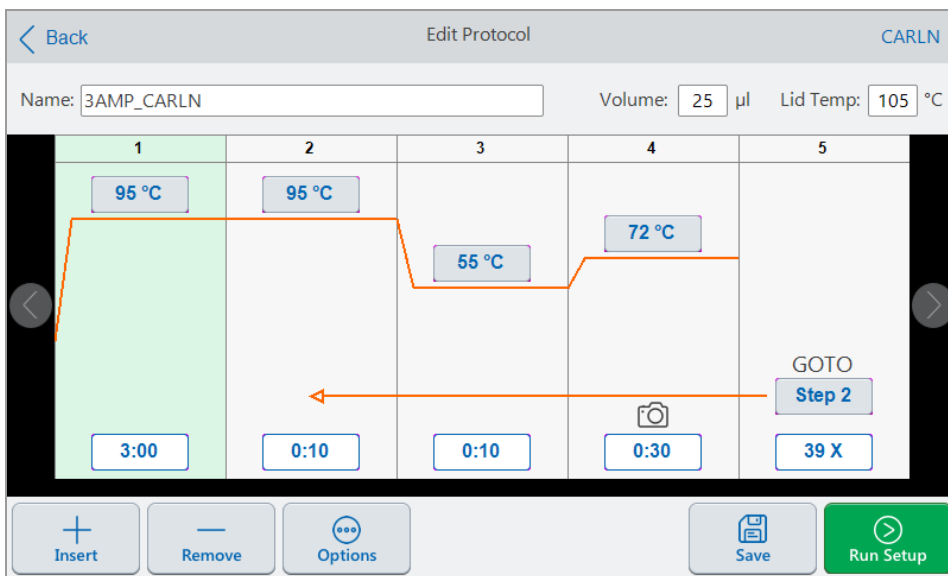 Back Edit Protocol CARLN
Name: 3AMP_CARLN Volume: 25 µl Lid Temp: 105 °C
1 2 3 4 5
95 °C 95 °C
72 °C
55 °C
GOTO
Step 2
3:00 0:10 0:10 0:30 39 X
Insert Remove Options Save Run Setup